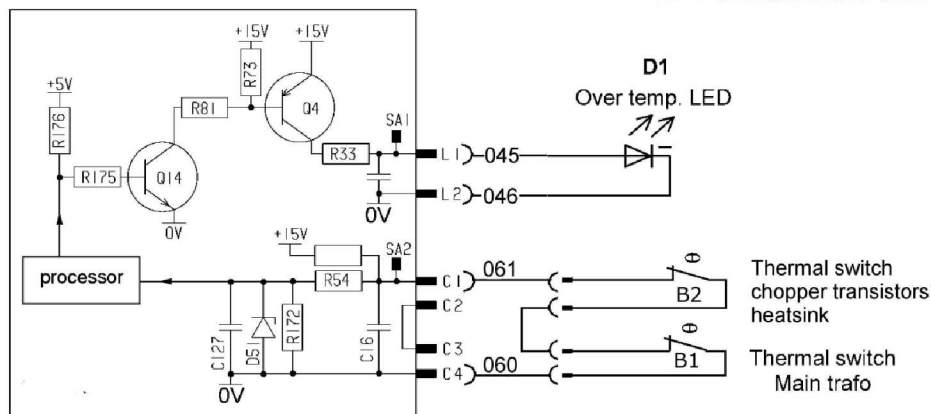 +15V
+15V +15V
+5V
R73
D1
Over temp. LED
R176
R81
Q4
SA1
R33
L1 045
R175
Q14
L2 046
0V
0V
+15V
SA2
processor
R54
C1 061
θ
B2
Thermal switch
chopper transistors
heatsink
C2
C127
D51
R172
C16
C3
θ
B1
C4 060
Thermal switch
Main trafo
0V